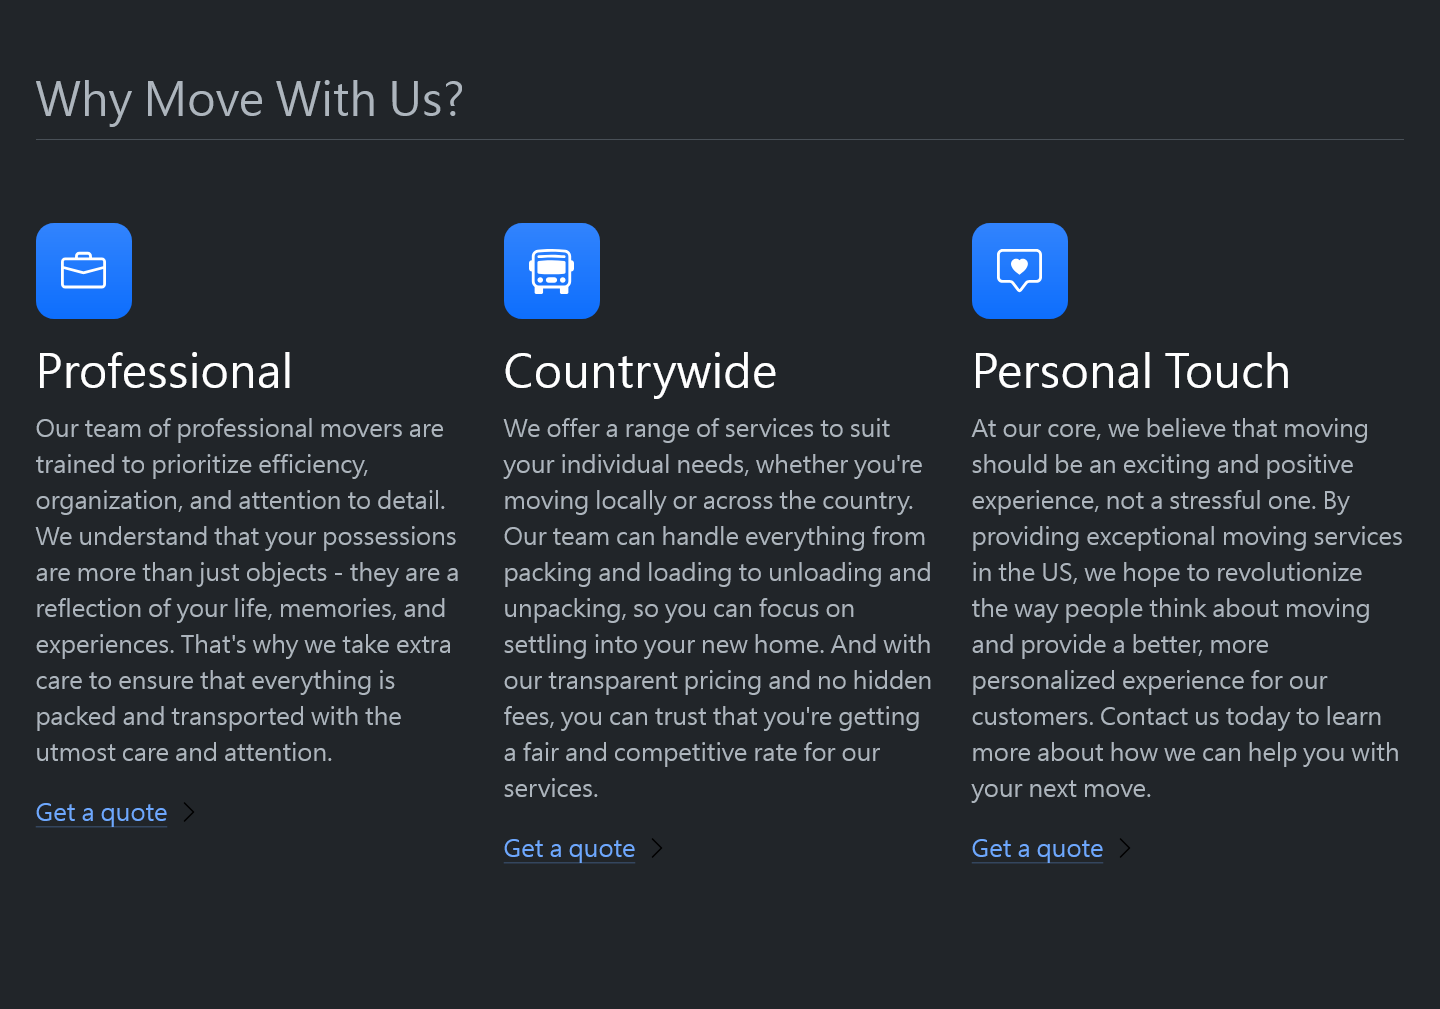 Why Move With Us?
Professional
Our team of professional movers are
trained to prioritize efficiency,
organization, and attention to detail.
We understand that your possessions
are more than just objects - they are a
reflection of your life, memories, and
experiences. That's why we take extra
care to ensure that everything is
packed and transported with the
utmost care and attention.
Get a quote
Countrywide
We offer a range of services to suit
your individual needs, whether you're
moving locally or across the country.
Our team can handle everything from
packing and loading to unloading and
unpacking, so you can focus on
settling into your new home. And with
our transparent pricing and no hidden
fees, you can trust that you're getting
a fair and competitive rate for our
services.
Get a quote
Personal Touch
At our core, we believe that moving
should be an exciting and positive
experience, not a stressful one. By
providing exceptional moving services
in the US, we hope to revolutionize
the way people think about moving
and provide a better, more
personalized experience for our
customers. Contact us today to learn
more about how we can help you with
your next move.
Get a quote